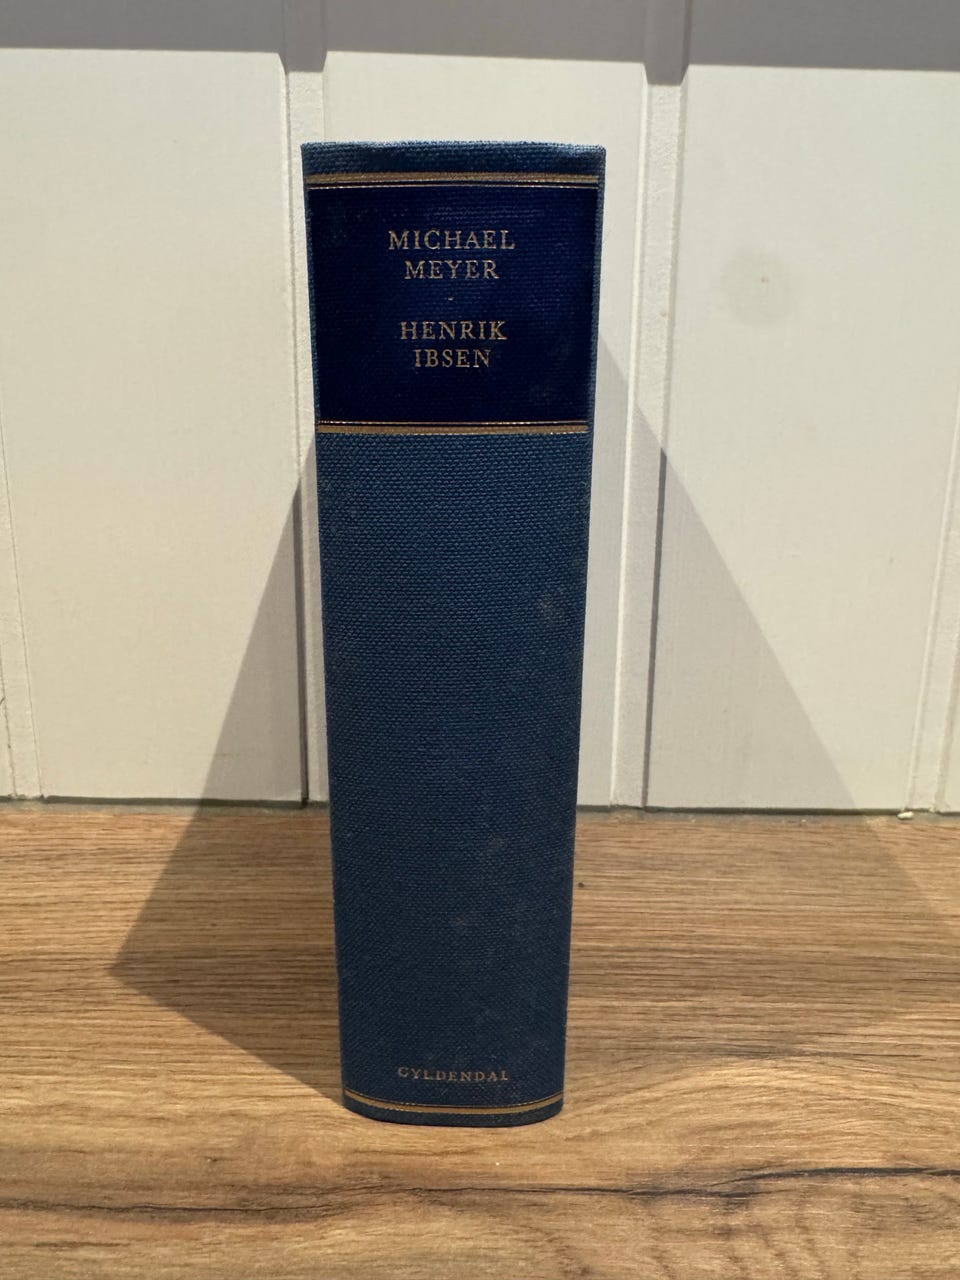 MICHAEL
MEYER
HENRIK
IBSEN
GYLDENDAL